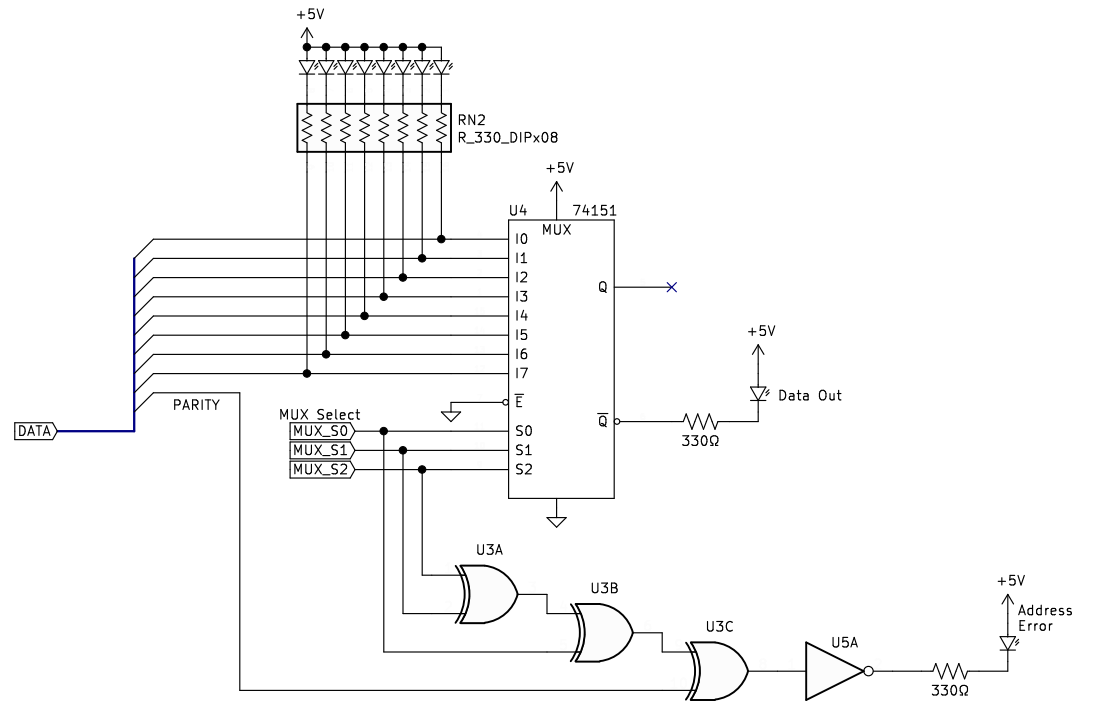 +5V
RN2
R_330_DIPx08
+5V
U4 74151
MUX
I0
I1
I2
Q
I3
I4
I5
+5V
I6
I7
E̅
Data Out
PARITY
MUX Select
Q̅
DATA
MUX_S0
S0
330Ω
MUX_S1
S1
MUX_S2
S2
U3A
U3B
+5V
Address
Error
U3C
U5A
330Ω